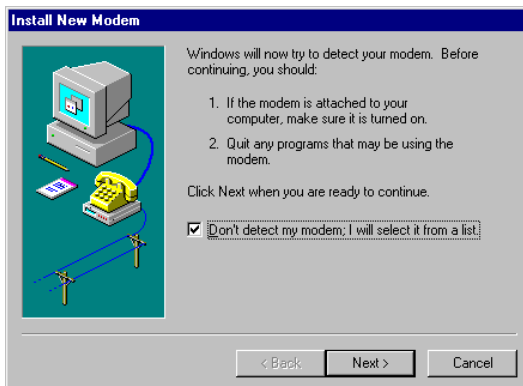 Install New Modem
Windows will now try to detect your modem. Before
continuing, you should:
1. If the modem is attached to your
computer, make sure it is turned on.
2. Quit any programs that may be using the
modem.
Click Next when you are ready to continue.
Don't detect my modem; I will select it from a list.
< Back
Next >
Cancel